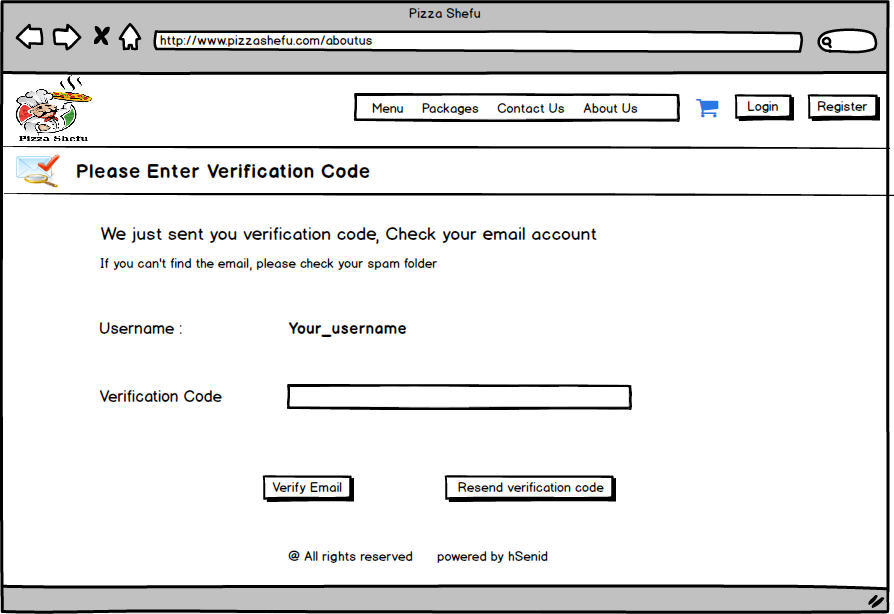 Pizza Shefu
http://www.pizzashefu.com/aboutus
Pizza Shefu
Menu Packages Contact Us About Us Login Register
Please Enter Verification Code
We just sent you verification code, Check your email account
If you can't find the email, please check your spam folder
Username : Your_username
Verification Code
Verify Email Resend verification code
@ All rights reserved powered by hSenid